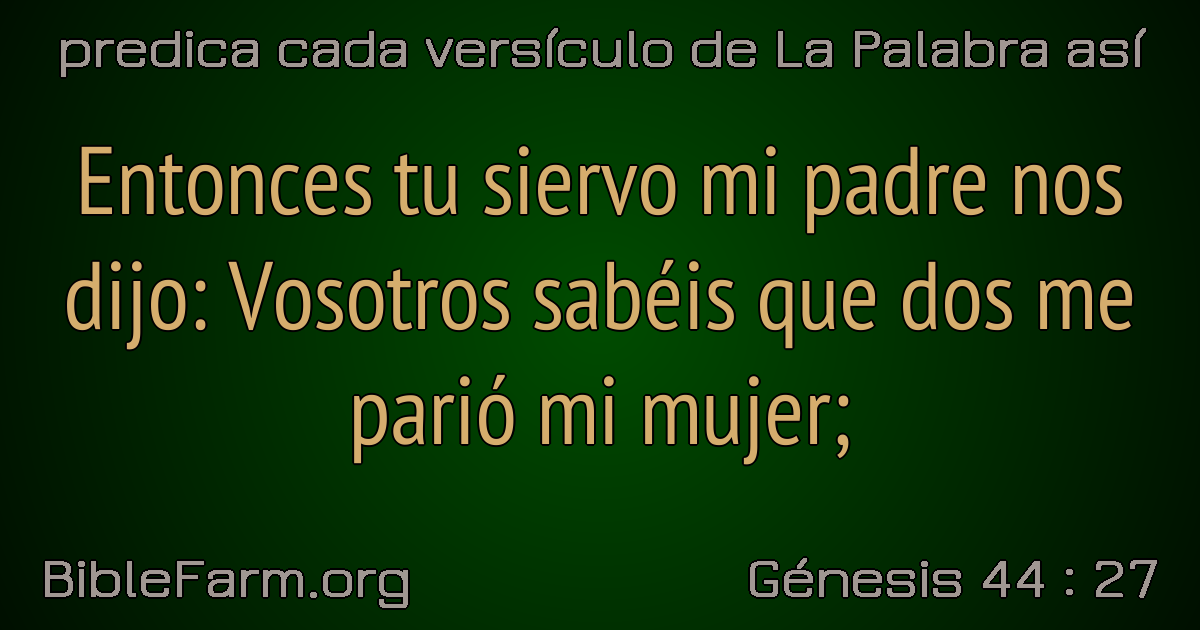 predica cada versículo de La Palabra así
Entonces tu siervo mi padre nos
dijo: Vosotros sabéis que dos me
parió mi mujer;
BibleFarm.org
Génesis 44 : 27